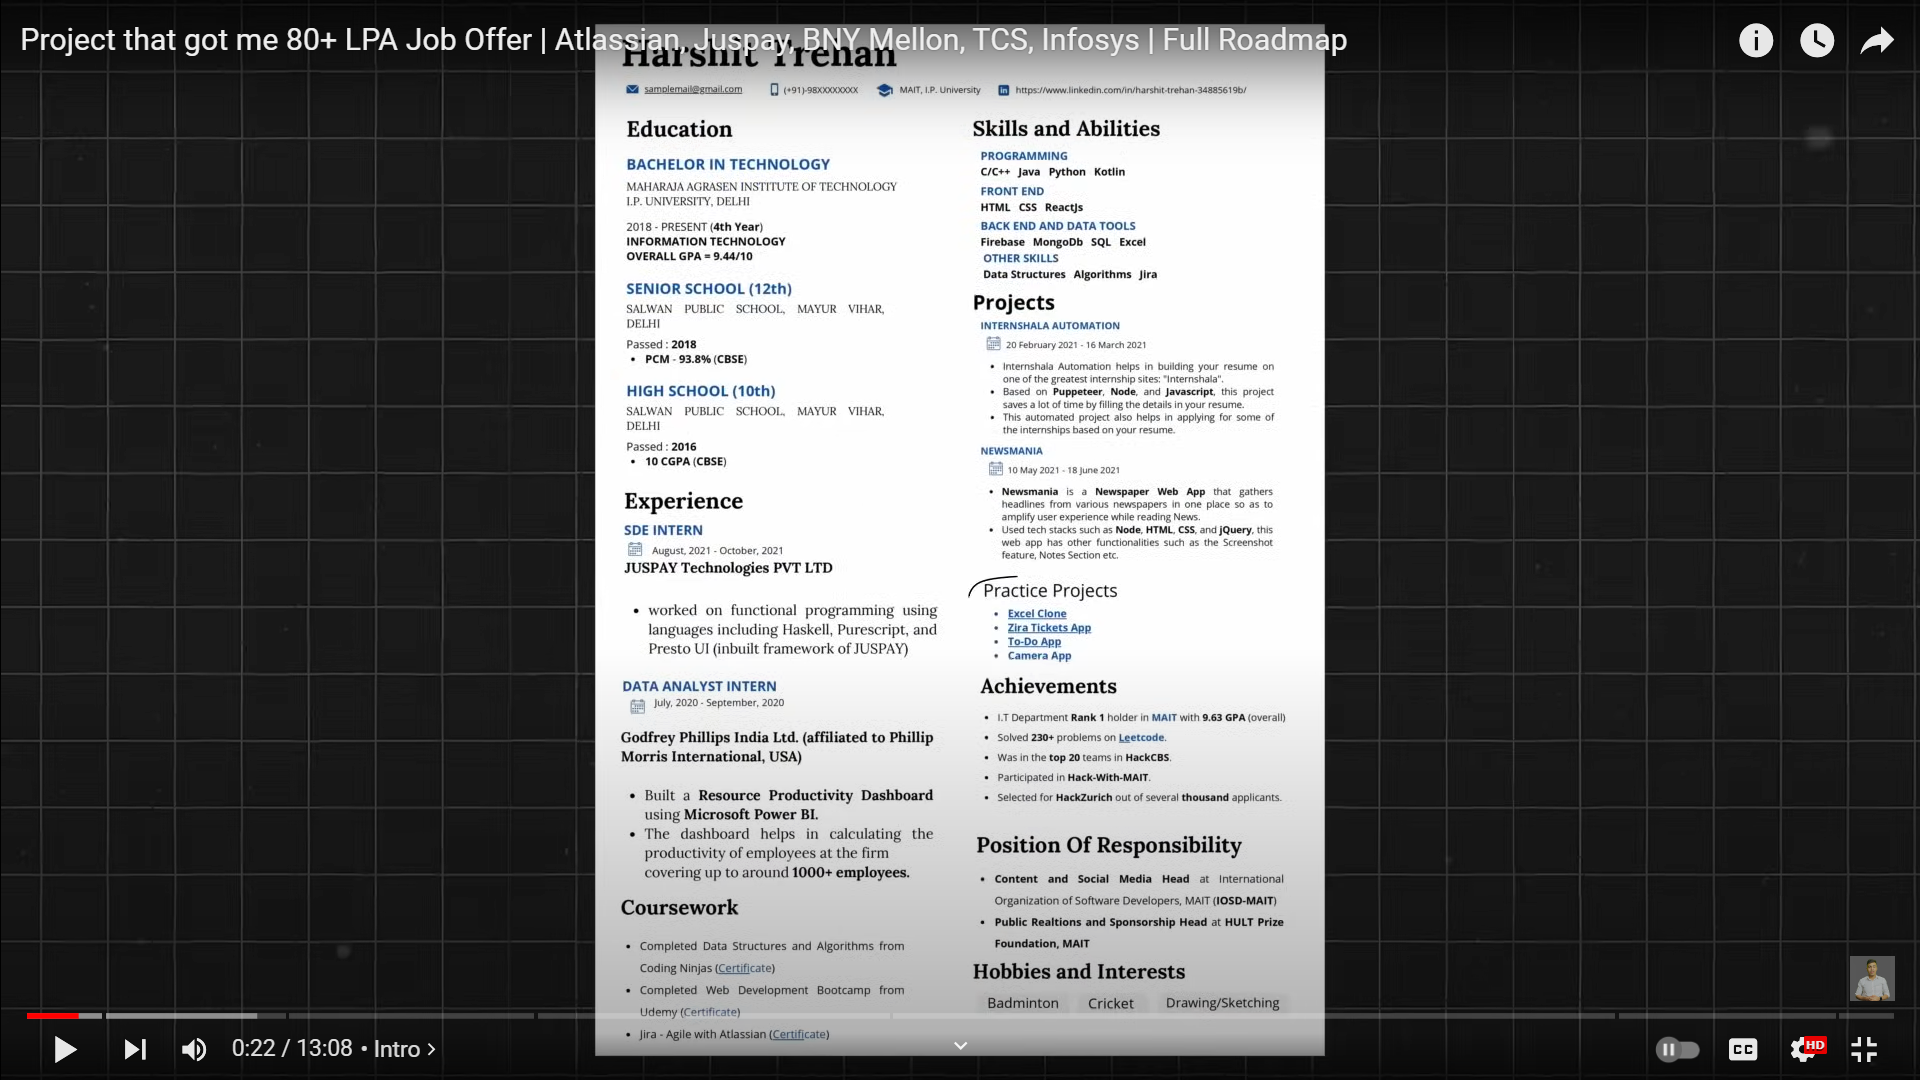 Project that got me 80+ LPA Job Offer | Atlassian, Juspay, BNY Mellon, TCS, Infosys | Full Roadmap
Harshit Trehan
samplemail@gmail.com (+91)-98XXXXXXXX MAIT, I.P. University https://www.linkedin.com/in/harshit-trehan-34885619b/
Education
BACHELOR IN TECHNOLOGY
MAHARAJA AGRASEN INSTITUTE OF TECHNOLOGY
I.P. UNIVERSITY, DELHI
2018 - PRESENT (4th Year)
INFORMATION TECHNOLOGY
OVERALL GPA = 9.44/10
SENIOR SCHOOL (12th)
SALWAN PUBLIC SCHOOL, MAYUR VIHAR,
DELHI
Passed : 2018
• PCM - 93.8% (CBSE)
HIGH SCHOOL (10th)
SALWAN PUBLIC SCHOOL, MAYUR VIHAR,
DELHI
Passed : 2016
• 10 CGPA (CBSE)
Experience
SDE INTERN
August, 2021 - October, 2021
JUSPAY Technologies PVT LTD
• worked on functional programming using
languages including Haskell, Purescript, and
Presto UI (inbuilt framework of JUSPAY)
DATA ANALYST INTERN
July, 2020 - September, 2020
Godfrey Phillips India Ltd. (affiliated to Phillip
Morris International, USA)
• Built a Resource Productivity Dashboard
using Microsoft Power BI.
• The dashboard helps in calculating the
productivity of employees at the firm
covering up to around 1000+ employees.
Coursework
• Completed Data Structures and Algorithms from
Coding Ninjas (Certificate)
• Completed Web Development Bootcamp from
Udemy (Certificate)
• Jira - Agile with Atlassian (Certificate)
Skills and Abilities
PROGRAMMING
C/C++ Java Python Kotlin
FRONT END
HTML CSS ReactJs
BACK END AND DATA TOOLS
Firebase MongoDb SQL Excel
OTHER SKILLS
Data Structures Algorithms Jira
Projects
INTERNSHALA AUTOMATION
20 February 2021 - 16 March 2021
• Internshala Automation helps in building your resume on
one of the greatest internship sites: "Internshala".
• Based on Puppeteer, Node, and Javascript, this project
saves a lot of time by filling the details in your resume.
• This automated project also helps in applying for some of
the internships based on your resume.
NEWSMANIA
10 May 2021 - 18 June 2021
• Newsmania is a Newspaper Web App that gathers
headlines from various newspapers in one place so as to
amplify user experience while reading News.
• Used tech stacks such as Node, HTML, CSS, and jQuery, this
web app has other functionalities such as the Screenshot
feature, Notes Section etc.
Practice Projects
• Excel Clone
• Zira Tickets App
• To-Do App
• Camera App
Achievements
• I.T Department Rank 1 holder in MAIT with 9.63 GPA (overall)
• Solved 230+ problems on Leetcode.
• Was in the top 20 teams in HackCBS.
• Participated in Hack-With-MAIT.
• Selected for HackZurich out of several thousand applicants.
Position Of Responsibility
• Content and Social Media Head at International
Organization of Software Developers, MAIT (IOSD-MAIT)
• Public Realtions and Sponsorship Head at HULT Prize
Foundation, MAIT
Hobbies and Interests
Badminton Cricket Drawing/Sketching
0:22 / 13:08 • Intro
CC HD